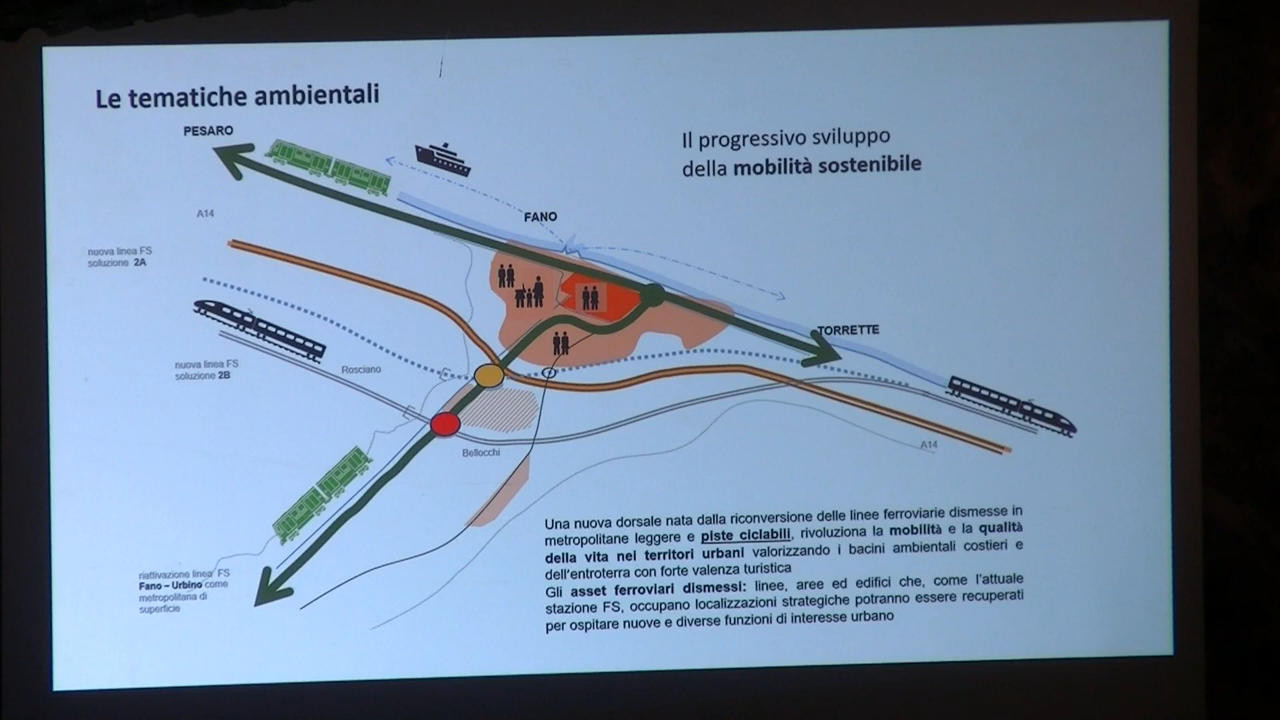 Le tematiche ambientali
PESARO
Il progressivo sviluppo
della mobilità sostenibile
A14
FANO
nuova linea FS
soluzione 2A
TORRETTE
nuova linea FS
soluzione 2B
Rosciano
A14
Bellocchi
Una nuova dorsale nata dalla riconversione delle linee ferroviarie dismesse in
metropolitane leggere e piste ciclabili, rivoluziona la mobilità e la qualità
della vita nei territori urbani valorizzando i bacini ambientali costieri e
dell'entroterra con forte valenza turistica
Gli asset ferroviari dismessi: linee, aree ed edifici che, come l'attuale
stazione FS, occupano localizzazioni strategiche potranno essere recuperati
per ospitare nuove e diverse funzioni di interesse urbano
riattivazione linea FS
Fano – Urbino come
metropolitana di
superficie